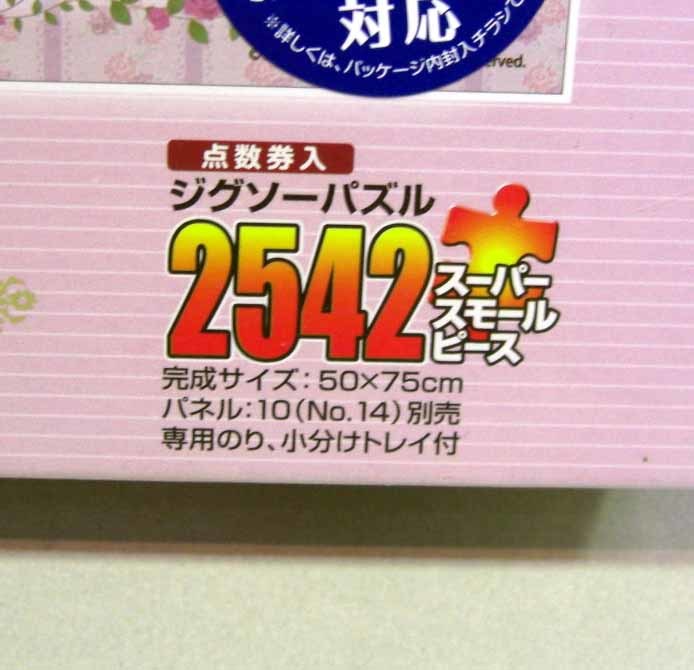 対応
※詳しくは、パッケージ内封入チラシで
rved.
点数券入
ジグソーパズル
2542
スーパー
スモール
ピース
完成サイズ：50×75cm
パネル：10（No.14）別売
専用のり、小分けトレイ付